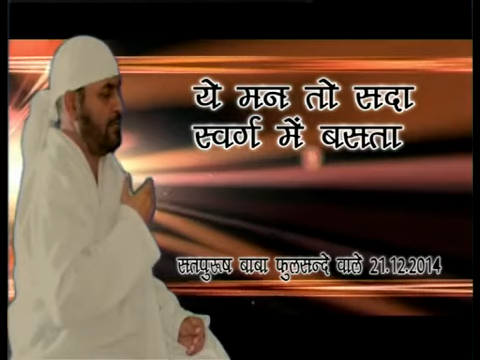 ये मन तो सदा
स्वर्ग में बसता
सतपुरूष बाबा फुलसन्दे वाले 21.12.2014